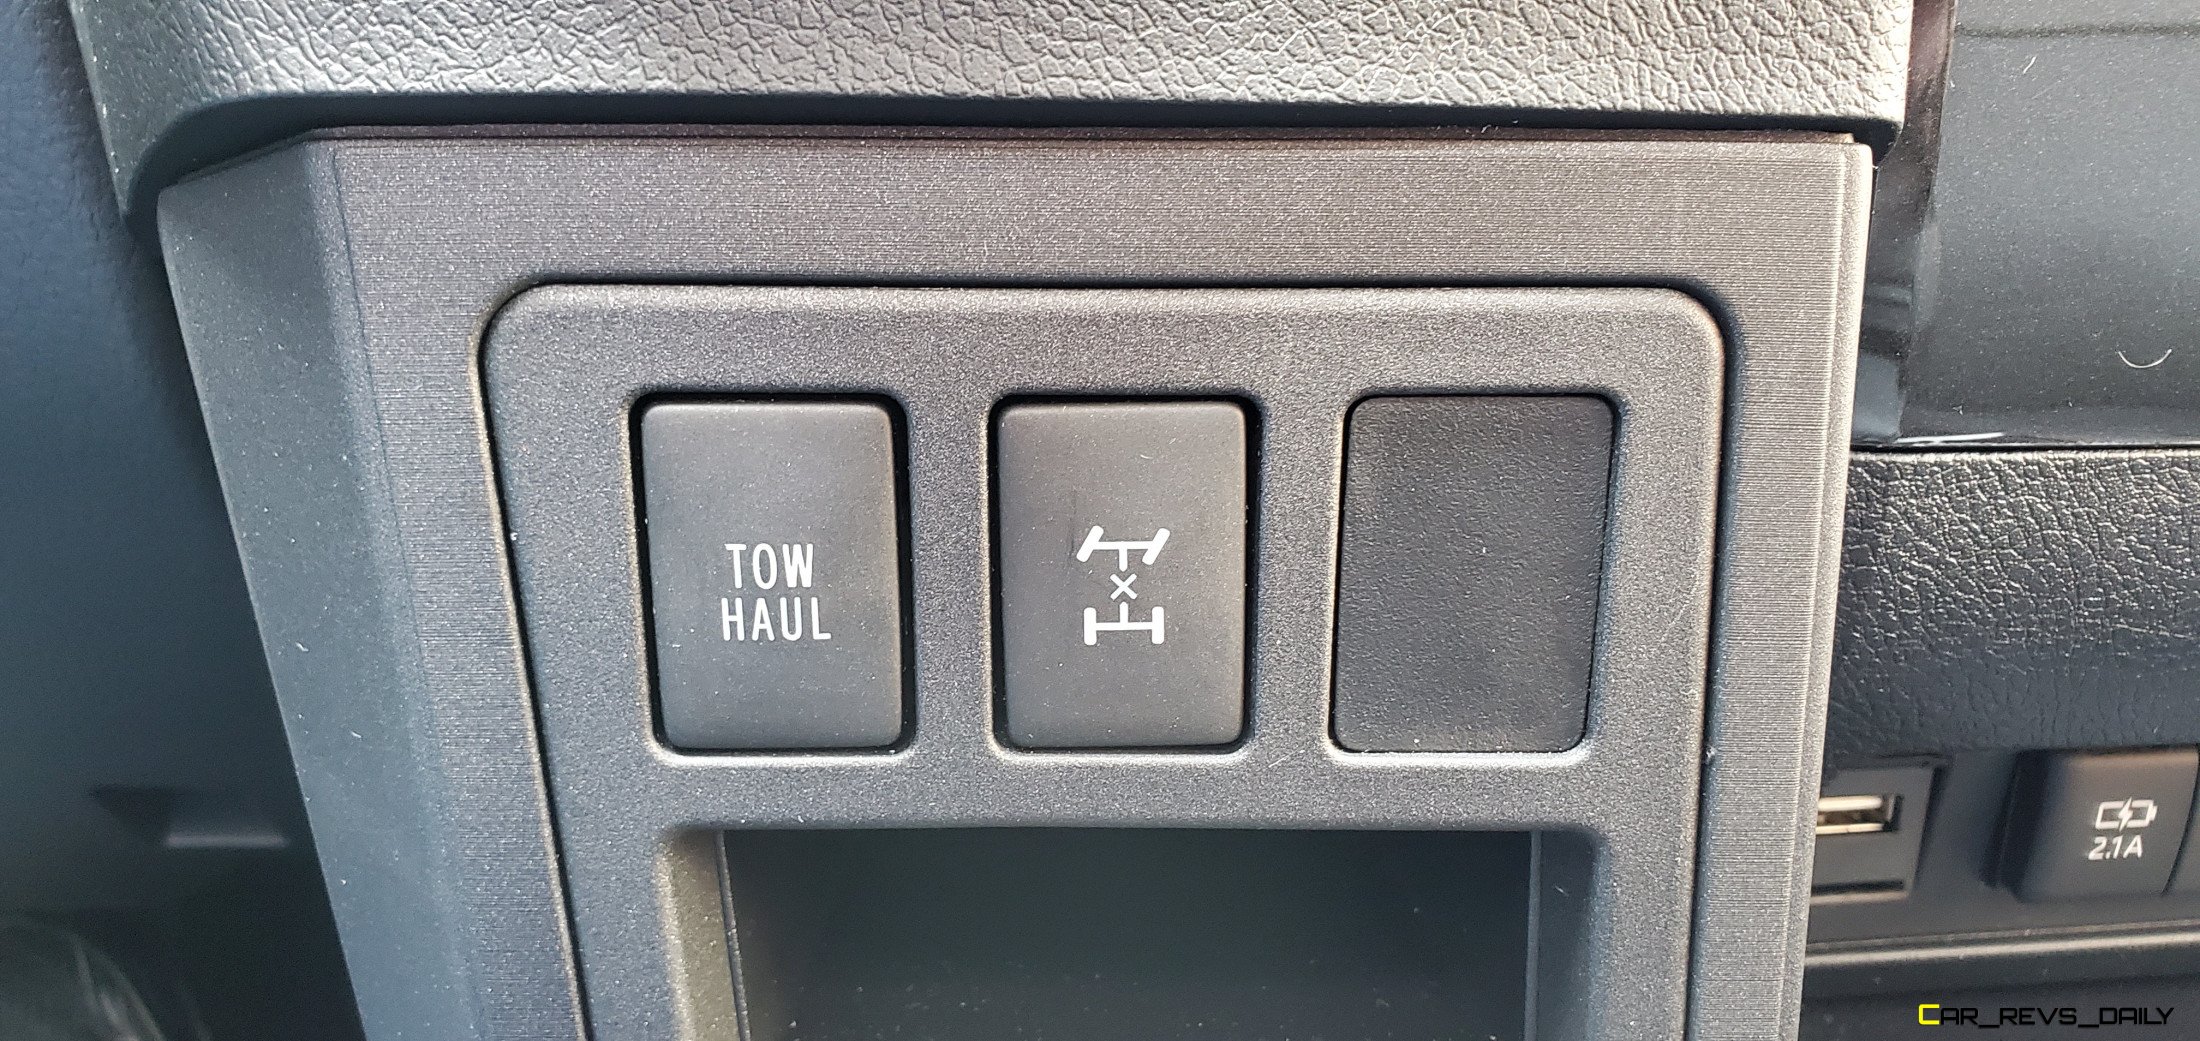 TOW
HAUL
2.1A
CAR_REVS_DAILY